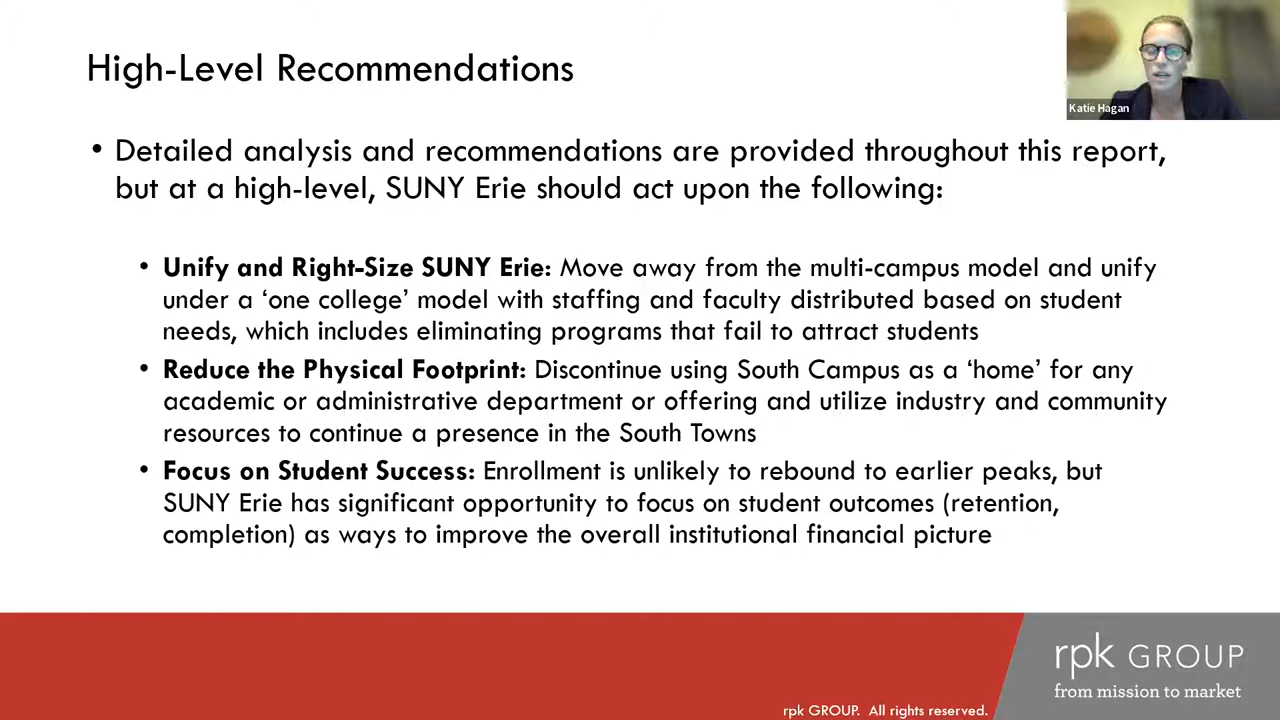 High-Level Recommendations
Katie Hagan
• Detailed analysis and recommendations are provided throughout this report,
but at a high-level, SUNY Erie should act upon the following:
• Unify and Right-Size SUNY Erie: Move away from the multi-campus model and unify
under a ‘one college’ model with staffing and faculty distributed based on student
needs, which includes eliminating programs that fail to attract students
• Reduce the Physical Footprint: Discontinue using South Campus as a ‘home’ for any
academic or administrative department or offering and utilize industry and community
resources to continue a presence in the South Towns
• Focus on Student Success: Enrollment is unlikely to rebound to earlier peaks, but
SUNY Erie has significant opportunity to focus on student outcomes (retention,
completion) as ways to improve the overall institutional financial picture
rpk GROUP
from mission to market
rpk GROUP. All rights reserved.